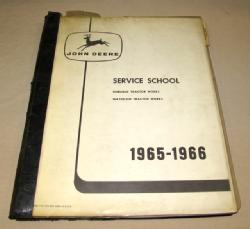 JOHN DEERE
SERVICE SCHOOL
DUBUQUE TRACTOR WORKS
WATERLOO TRACTOR WORKS
1965-1966